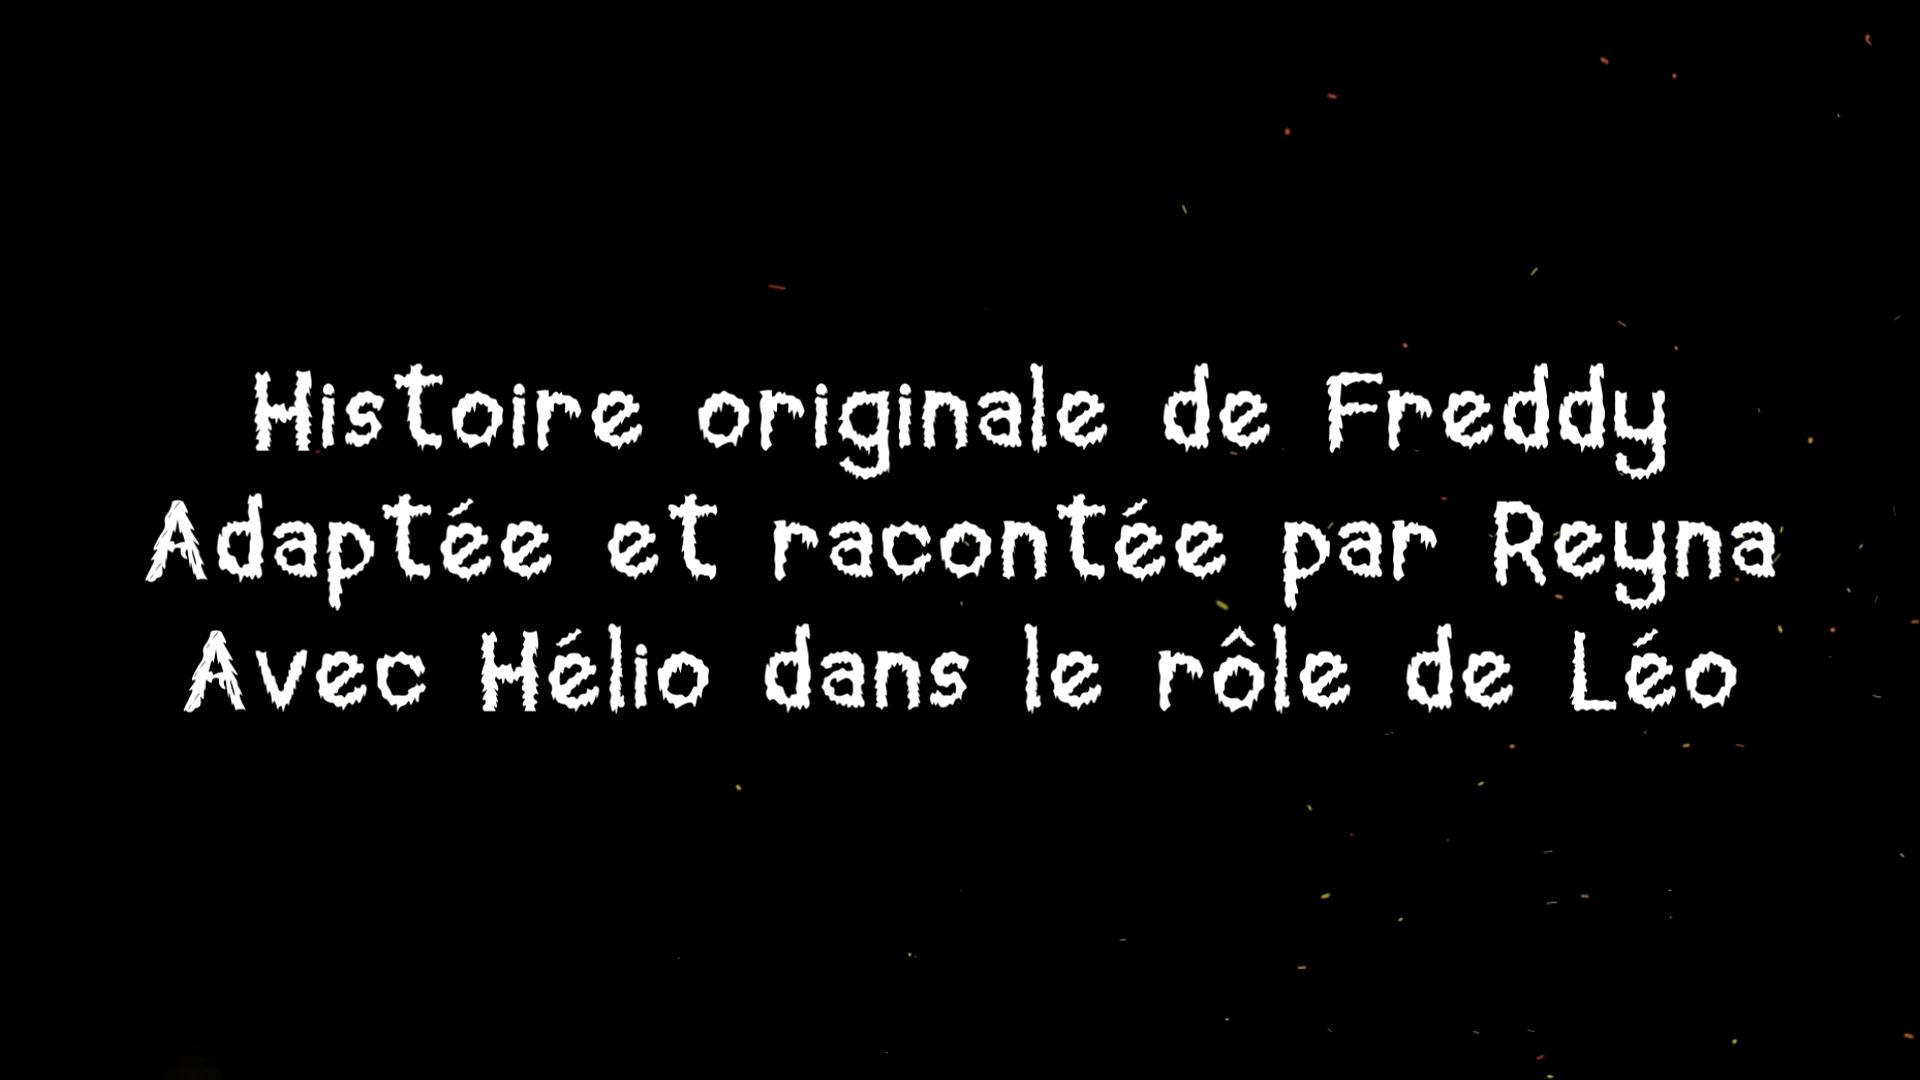 Histoire originale de Freddy
Adaptée et racontée par Reyna
Avec Hélio dans le rôle de Léo